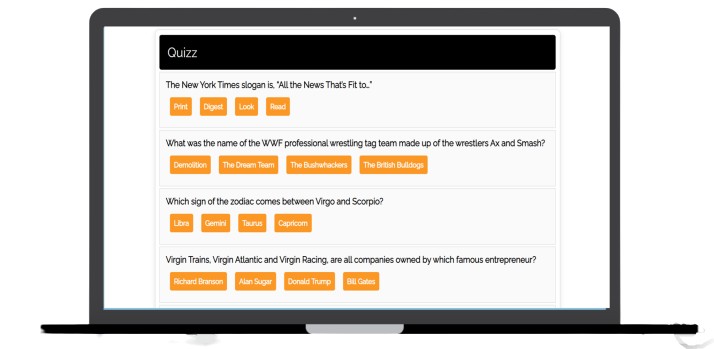 Quizz
The New York Times slogan is, “All the News That’s Fit to…”
Print Digest Look Read
What was the name of the WWF professional wrestling tag team made up of the wrestlers Ax and Smash?
Demolition The Dream Team The Bushwhackers The British Bulldogs
Which sign of the zodiac comes between Virgo and Scorpio?
Libra Gemini Taurus Capricorn
Virgin Trains, Virgin Atlantic and Virgin Racing, are all companies owned by which famous entrepreneur?
Richard Branson Alan Sugar Donald Trump Bill Gates